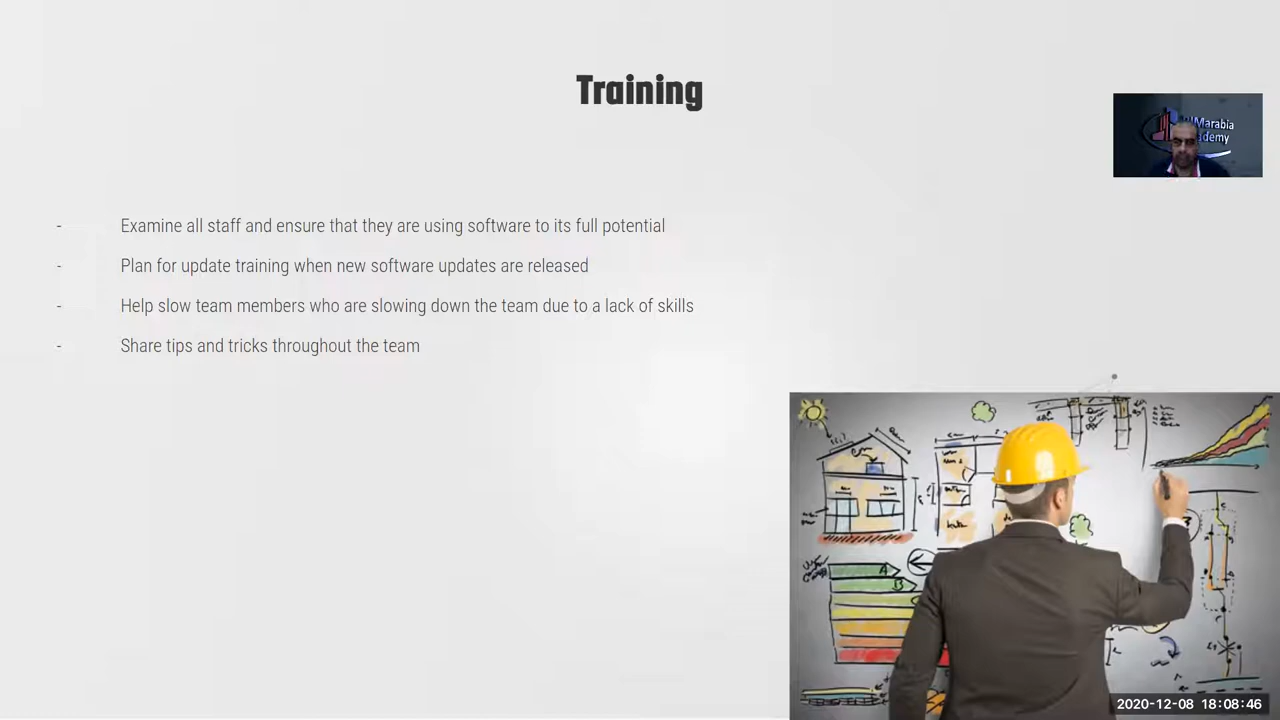 Training
Marabia
demy
- Examine all staff and ensure that they are using software to its full potential
- Plan for update training when new software updates are released
- Help slow team members who are slowing down the team due to a lack of skills
- Share tips and tricks throughout the team
A
B
2020-12-08 18:08:46